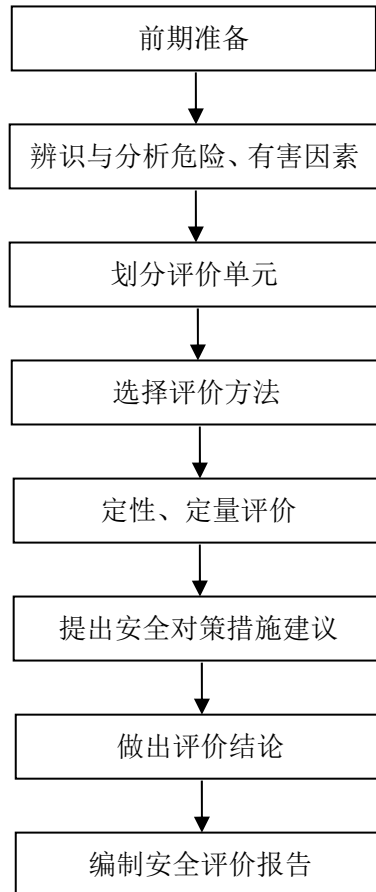 前期准备
辨识与分析危险、有害因素
划分评价单元
选择评价方法
定性、定量评价
提出安全对策措施建议
做出评价结论
编制安全评价报告